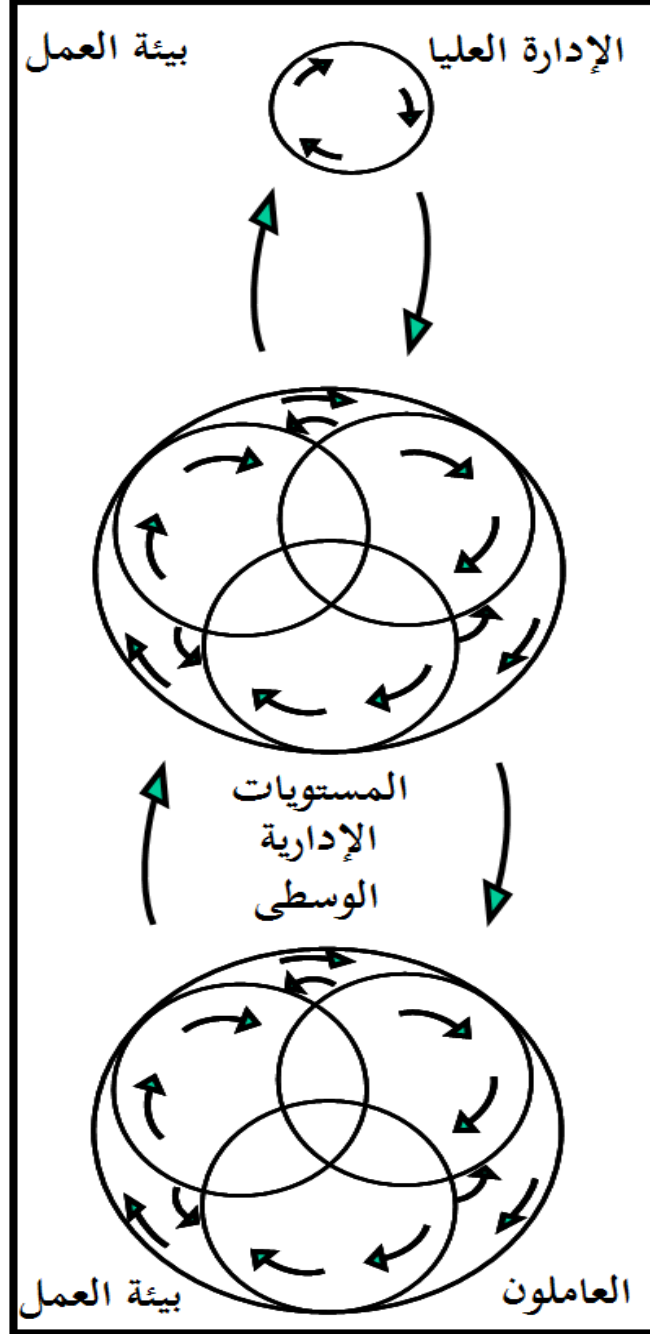 الإدارة العليا
بيئة العمل
المستويات
الإدارية
الوسطى
العاملون
بيئة العمل